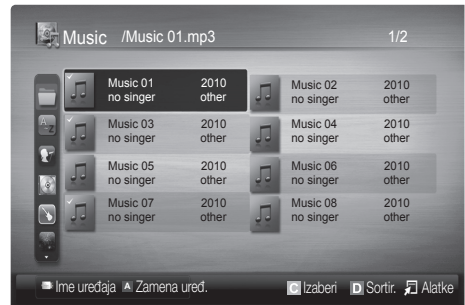 Music /Music 01.mp3 1/2
Music 01 2010 Music 02 2010
no singer other no singer other
Music 03 2010 Music 04 2010
no singer other no singer other
Music 05 2010 Music 06 2010
no singer other no singer other
Music 07 2010 Music 08 2010
no singer other no singer other
Ime uređaja A Zamena uređ. C Izaberi D Sortir. Alatke